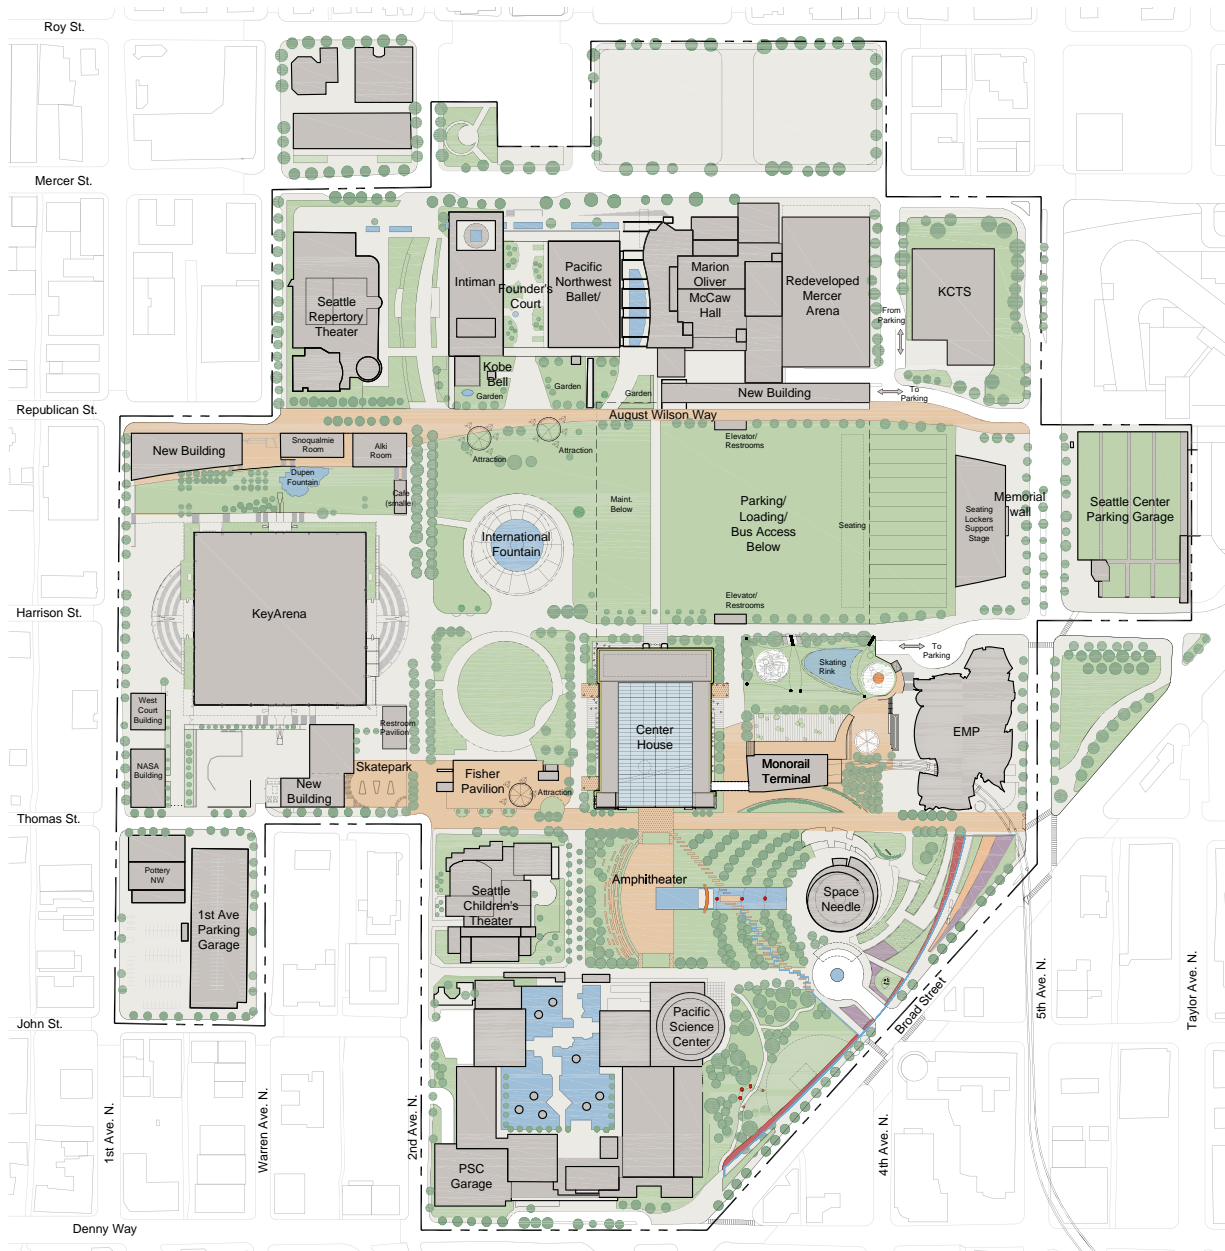 Roy St.
Mercer St.
Republican St.
Harrison St.
Thomas St.
John St.
Denny Way
1st Ave. N.
Warren Ave. N.
2nd Ave. N.
4th Ave. N.
5th Ave. N.
Taylor Ave. N.
Broad Street
August Wilson Way
Seattle
Repertory
Theater
Intiman
Founder's
Court
Pacific
Northwest
Ballet/
Marion
Oliver
McCaw
Hall
Redeveloped
Mercer
Arena
KCTS
From
Parking
To
Parking
Kobe
Bell
Garden
Garden
Garden
New Building
New Building
Snoqualmie
Room
Alki
Room
Dupen
Fountain
Cafe
(smaller
Attraction
Attraction
Elevator/
Restrooms
International
Fountain
Maint.
Below
Parking/
Loading/
Bus Access
Below
Seating
Seating
Lockers
Support
Stage
Memorial
wall
Seattle Center
Parking Garage
KeyArena
Elevator/
Restrooms
To
Parking
Skating
Rink
West
Court
Building
NASA
Building
Restroom
Pavilion
Skatepark
New
Building
Fisher
Pavilion
Attraction
Center
House
Monorail
Terminal
EMP
Pottery
NW
1st Ave
Parking
Garage
Seattle
Children's
Theater
Amphitheater
Space
Needle
Pacific
Science
Center
PSC
Garage